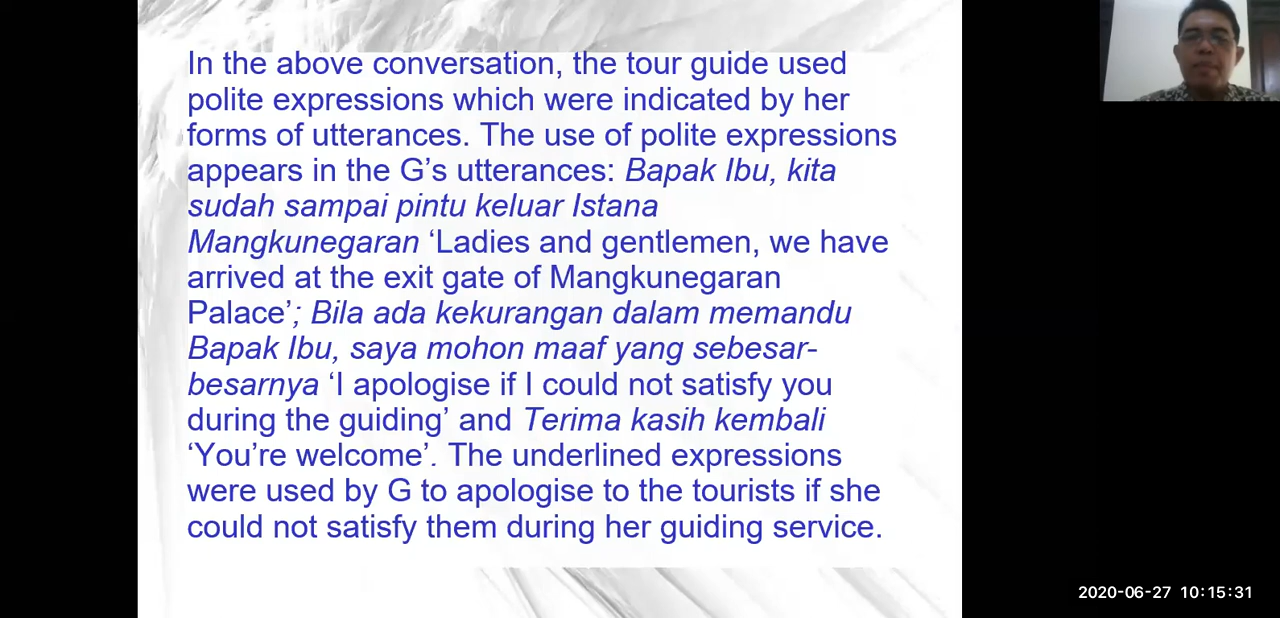 In the above conversation, the tour guide used
polite expressions which were indicated by her
forms of utterances. The use of polite expressions
appears in the G’s utterances: Bapak Ibu, kita
sudah sampai pintu keluar Istana
Mangkunegaran ‘Ladies and gentlemen, we have
arrived at the exit gate of Mangkunegaran
Palace’; Bila ada kekurangan dalam memandu
Bapak Ibu, saya mohon maaf yang sebesar-
besarnya ‘I apologise if I could not satisfy you
during the guiding’ and Terima kasih kembali
‘You’re welcome’. The underlined expressions
were used by G to apologise to the tourists if she
could not satisfy them during her guiding service.
2020-06-27 10:15:31